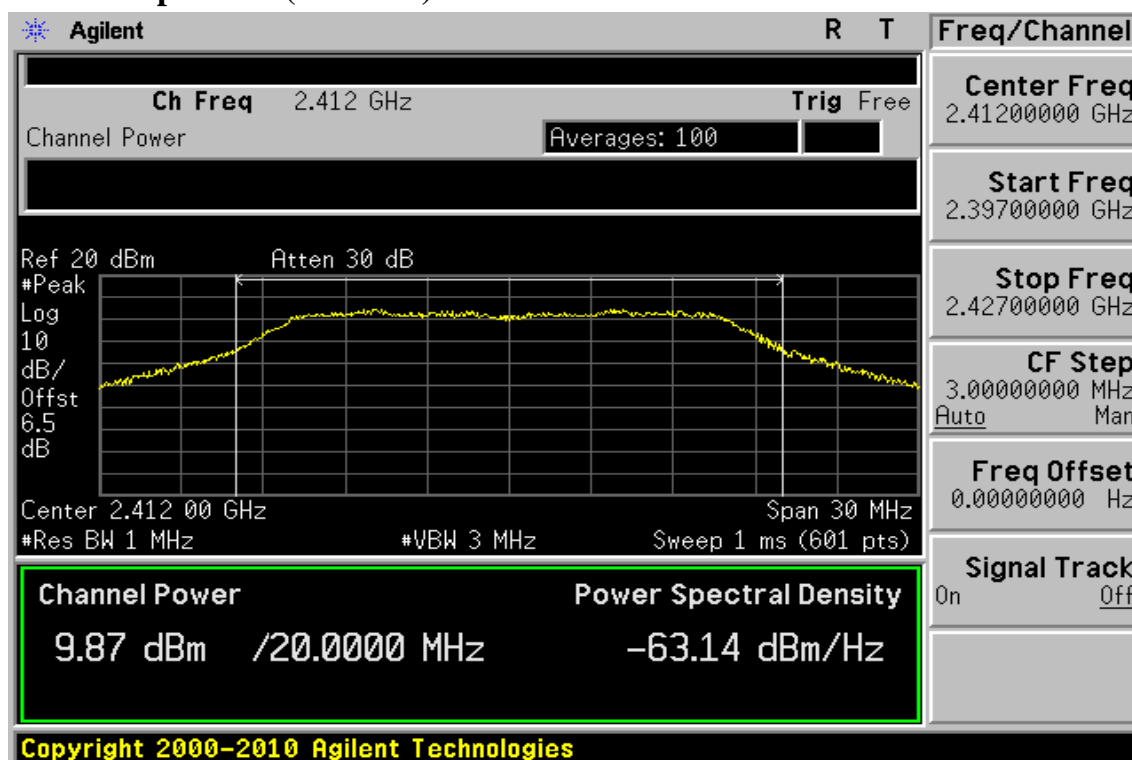 Agilent R T Freq/Channel
Ch Freq 2.412 GHz Trig Free
Channel Power Averages: 100
Center Freq
2.41200000 GHz
Start Freq
2.39700000 GHz
Ref 20 dBm Atten 30 dB
#Peak
Log
10
dB/
Offst
6.5
dB
Stop Freq
2.42700000 GHz
CF Step
3.00000000 MHz
Auto Man
Center 2.412 00 GHz Span 30 MHz
#Res BW 1 MHz #VBW 3 MHz Sweep 1 ms (601 pts)
Freq Offset
0.00000000 Hz
Channel Power Power Spectral Density
9.87 dBm /20.0000 MHz -63.14 dBm/Hz
Signal Track
On Off
Copyright 2000-2010 Agilent Technologies